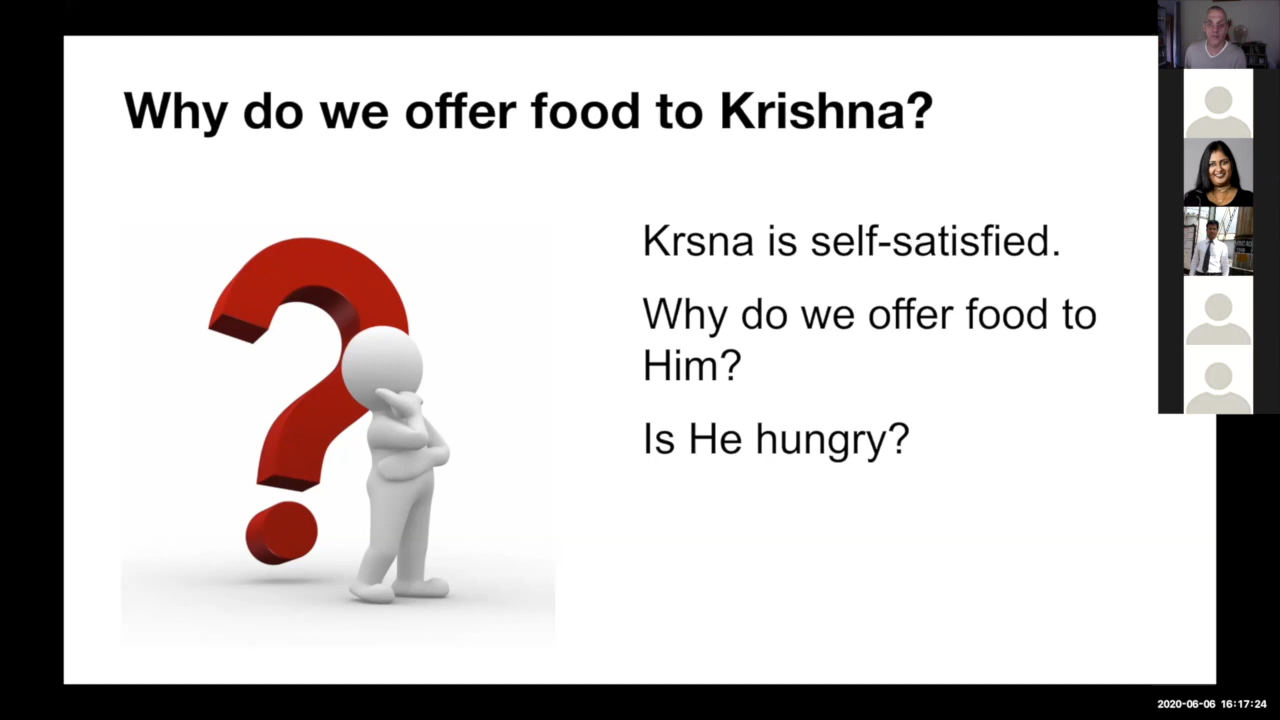 Why do we offer food to Krishna?
Krsna is self-satisfied.
Why do we offer food to
Him?
Is He hungry?
2020-06-06 16:17:24